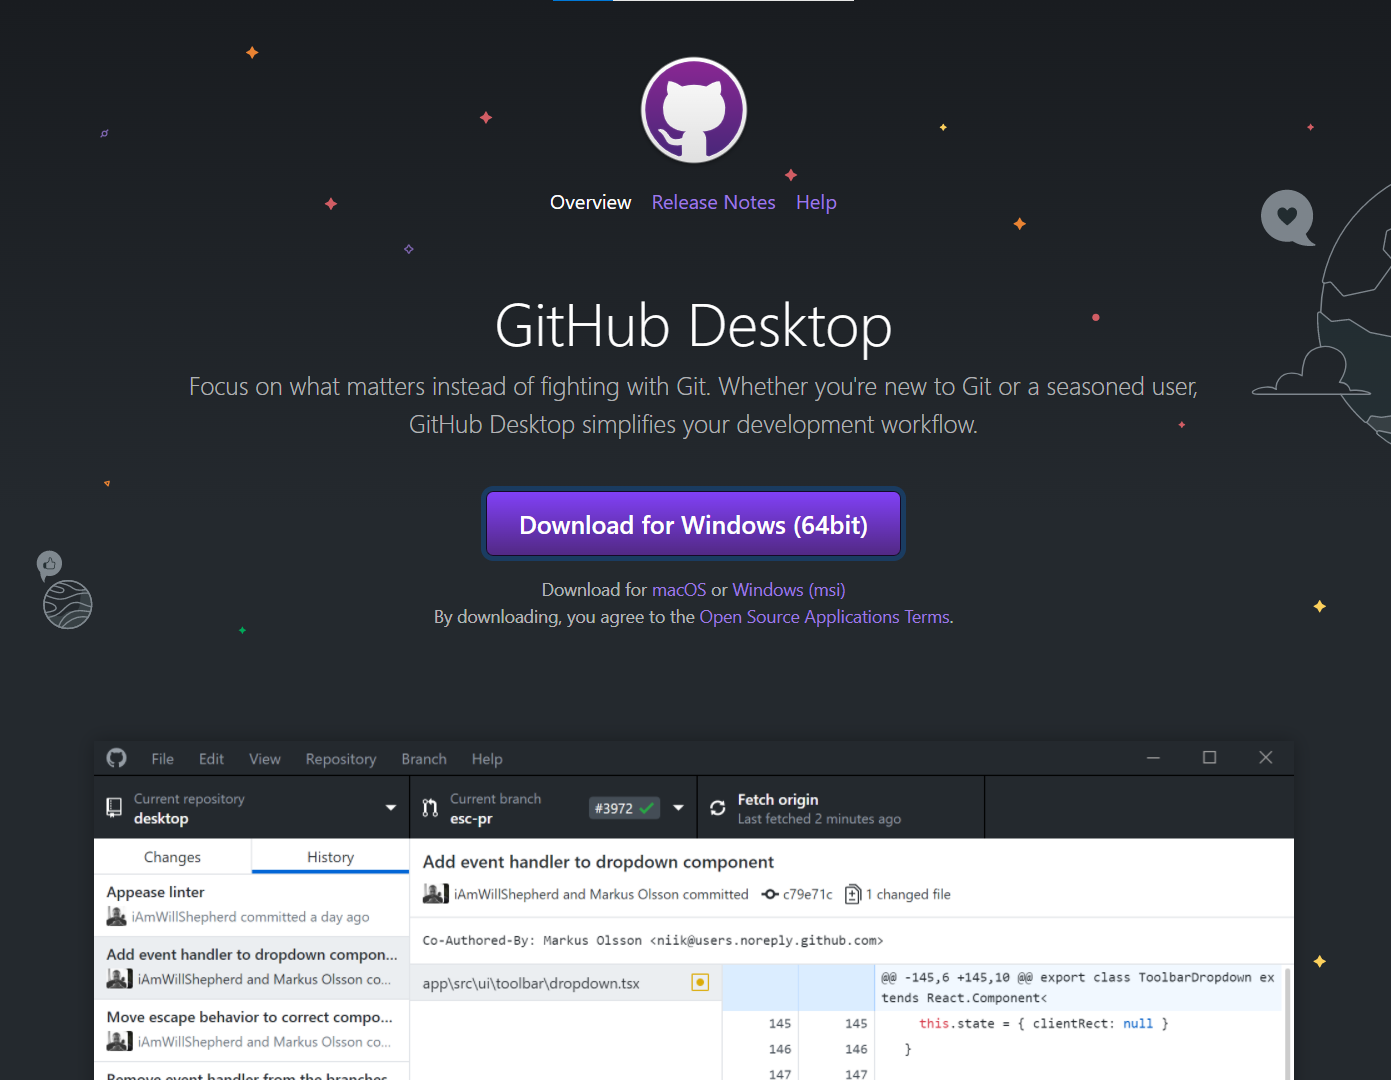 Overview Release Notes Help
GitHub Desktop
Focus on what matters instead of fighting with Git. Whether you're new to Git or a seasoned user,
GitHub Desktop simplifies your development workflow.
Download for Windows (64bit)
Download for macOS or Windows (msi)
By downloading, you agree to the Open Source Applications Terms.
File Edit View Repository Branch Help
Current repository
desktop
Current branch
esc-pr
#3972
Fetch origin
Last fetched 2 minutes ago
Changes History
Appease linter
iAmWillShepherd committed a day ago
Add event handler to dropdown compon...
iAmWillShepherd and Markus Olsson co...
Move escape behavior to correct compo...
iAmWillShepherd and Markus Olsson co...
Remove event handler from the branches
Add event handler to dropdown component
iAmWillShepherd and Markus Olsson committed c79e71c 1 changed file
Co-Authored-By: Markus Olsson <niik@users.noreply.github.com>
app\src\ui\toolbar\dropdown.tsx
@@ -145,6 +145,10 @@ export class ToolbarDropdown ex
tends React.Component<
145 145 this.state = { clientRect: null }
146 146 }
147 147